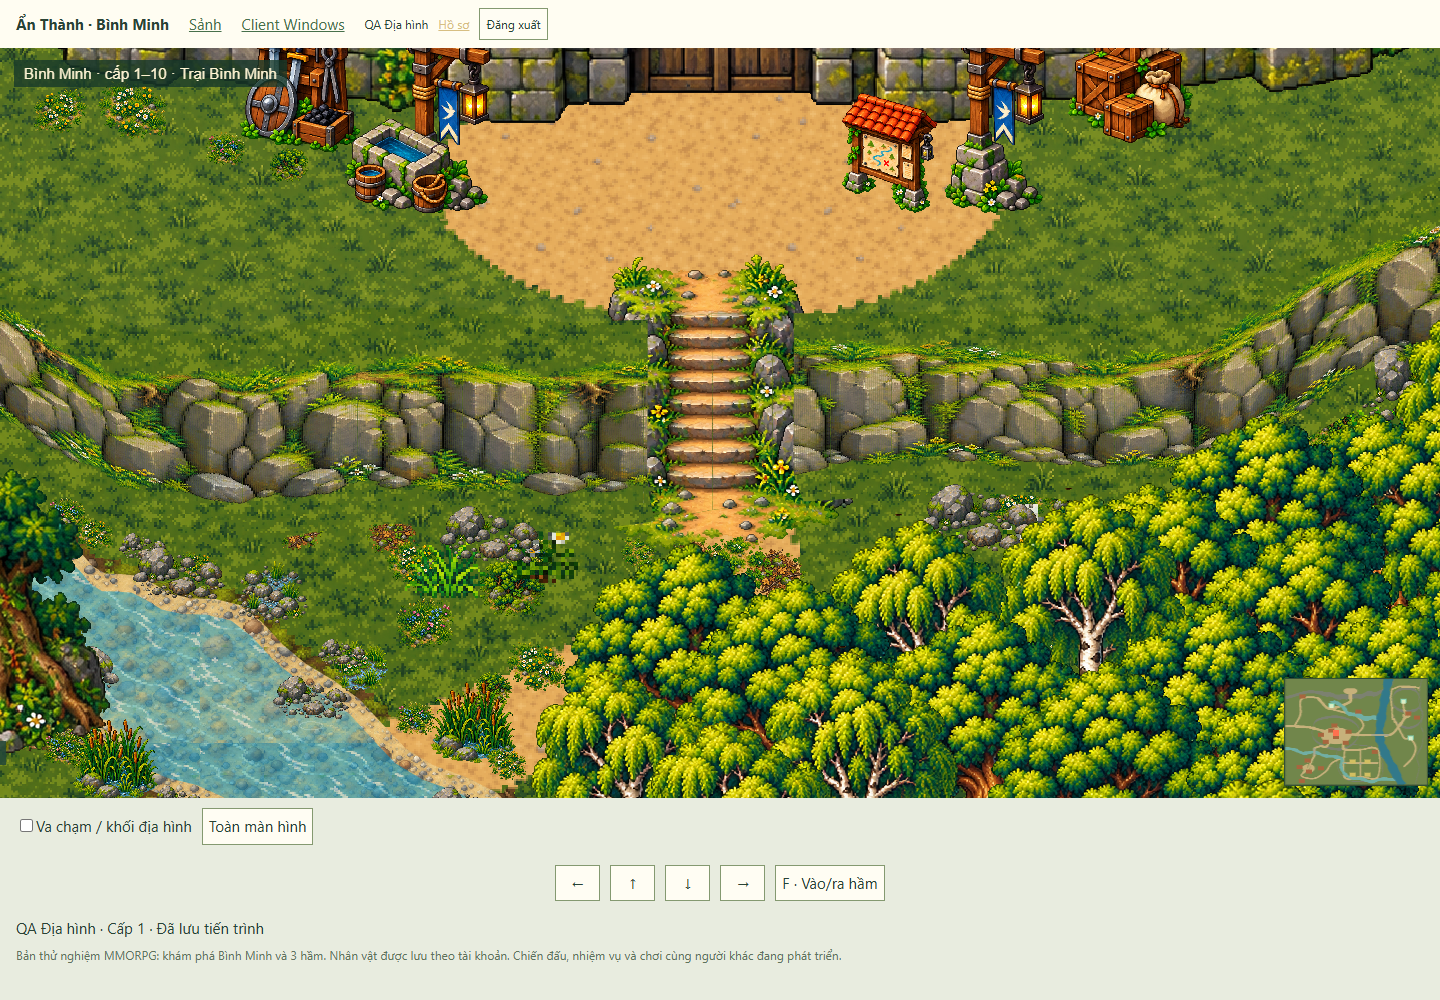 Ẩn Thành · Bình Minh Sảnh Client Windows QA Địa hình Hồ sơ Đăng xuất
Bình Minh · cấp 1–10 · Trại Bình Minh
Va chạm / khối địa hình Toàn màn hình
← ↑ ↓ → F · Vào/ra hầm
QA Địa hình · Cấp 1 · Đã lưu tiến trình
Bản thử nghiệm MMORPG: khám phá Bình Minh và 3 hầm. Nhân vật được lưu theo tài khoản. Chiến đấu, nhiệm vụ và chơi cùng người khác đang phát triển.